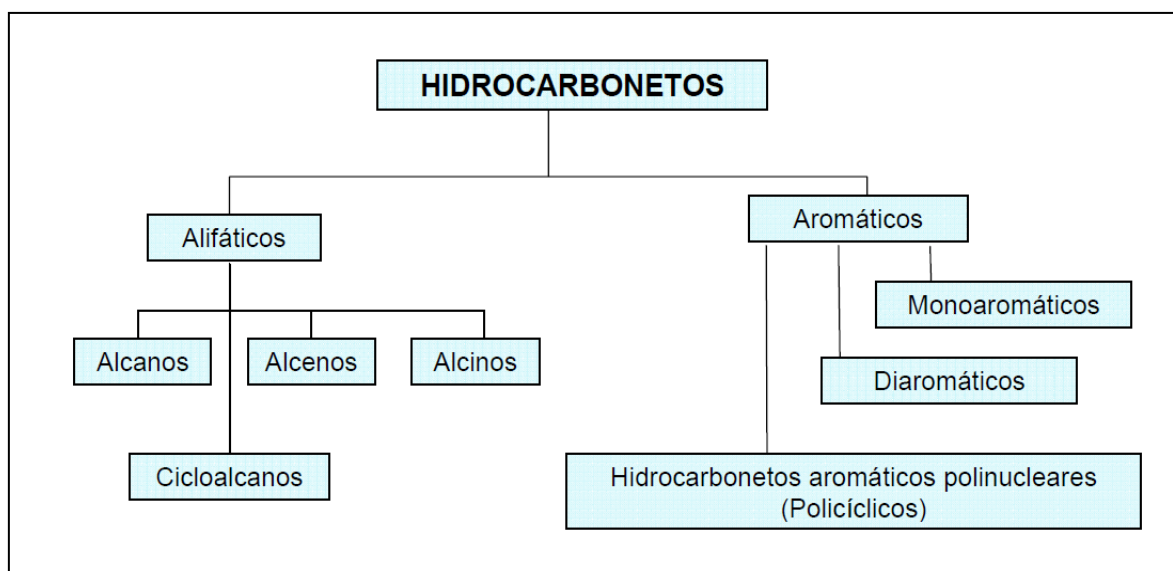 HIDROCARBONETOS
Alifáticos
Aromáticos
Monoaromáticos
Alcanos
Alcenos
Alcinos
Diaromáticos
Cicloalcanos
Hidrocarbonetos aromáticos polinucleares
(Policíclicos)